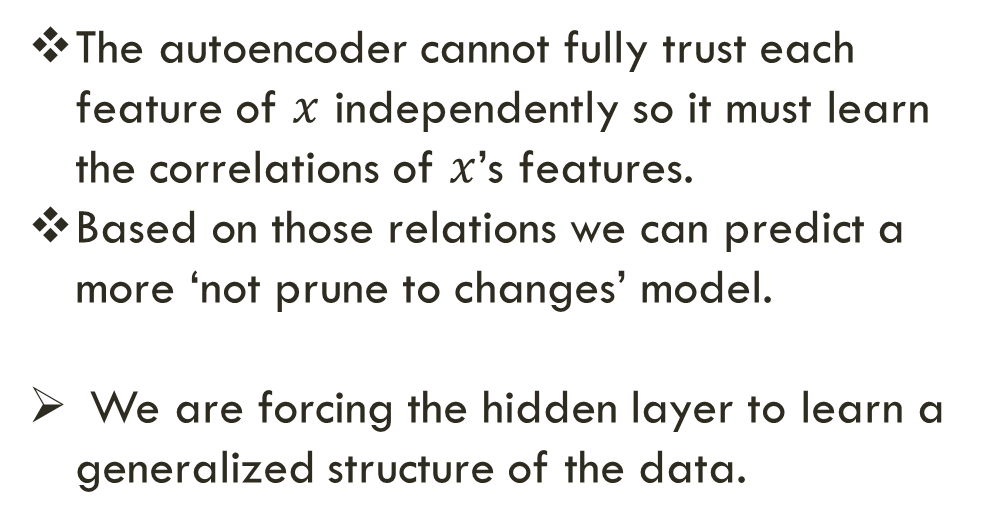 ❖The autoencoder cannot fully trust each
feature of 𝑥 independently so it must learn
the correlations of 𝑥’s features.
❖Based on those relations we can predict a
more ‘not prune to changes’ model.
➢ We are forcing the hidden layer to learn a
generalized structure of the data.